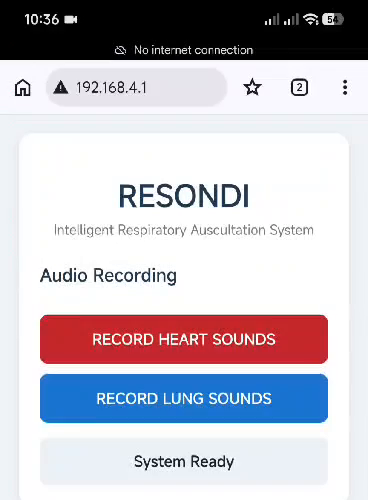 10:36
54
No internet connection
192.168.4.1
2
RESONDI
Intelligent Respiratory Auscultation System
Audio Recording
RECORD HEART SOUNDS
RECORD LUNG SOUNDS
System Ready